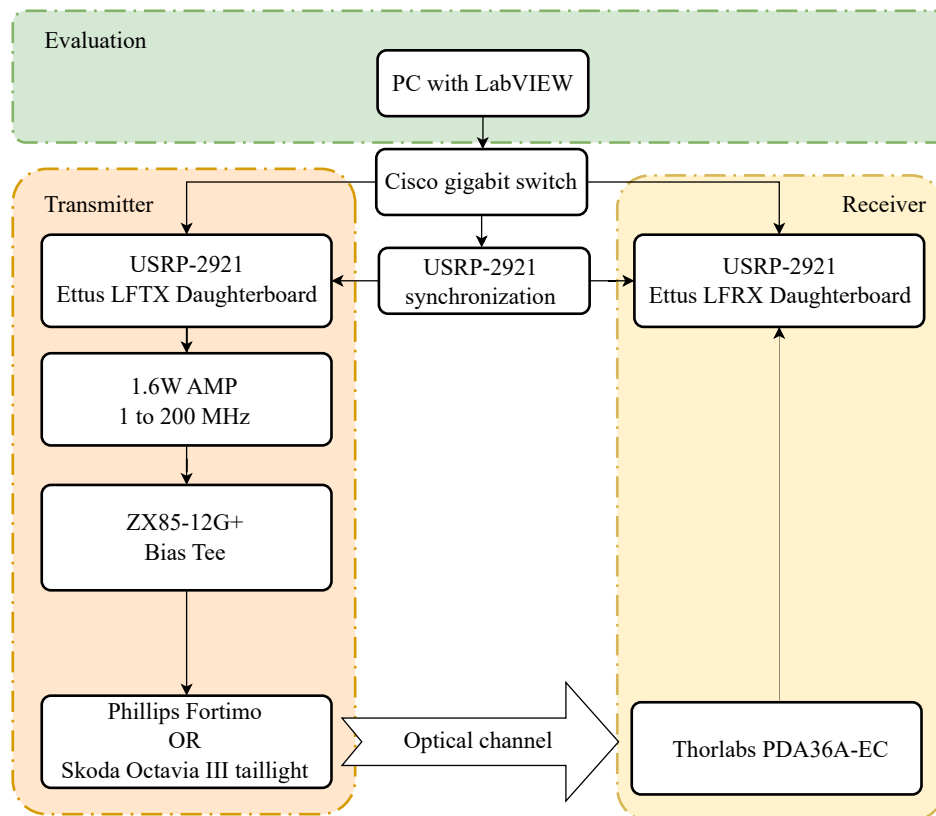 Evaluation
PC with LabVIEW
Cisco gigabit switch
Transmitter
Receiver
USRP-2921
Ettus LFTX Daughterboard
USRP-2921
synchronization
USRP-2921
Ettus LFRX Daughterboard
1.6W AMP
1 to 200 MHz
ZX85-12G+
Bias Tee
Phillips Fortimo
OR
Skoda Octavia III taillight
Optical channel
Thorlabs PDA36A-EC